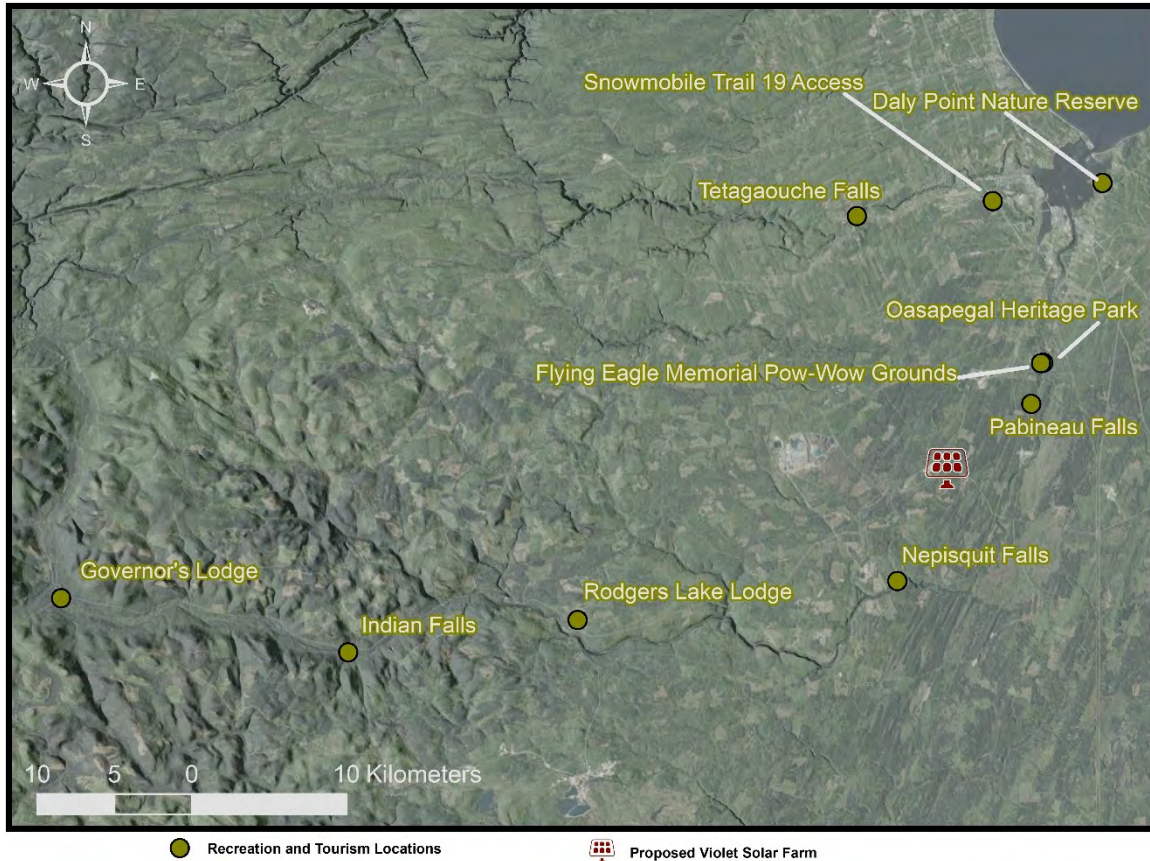 N
W E
S
Snowmobile Trail 19 Access
Daly Point Nature Reserve
Tetagaouche Falls
Oasapegal Heritage Park
Flying Eagle Memorial Pow-Wow Grounds
Pabineau Falls
Nepisquit Falls
Governor's Lodge
Rodgers Lake Lodge
Indian Falls
10 5 0 10 Kilometers
Recreation and Tourism Locations
Proposed Violet Solar Farm